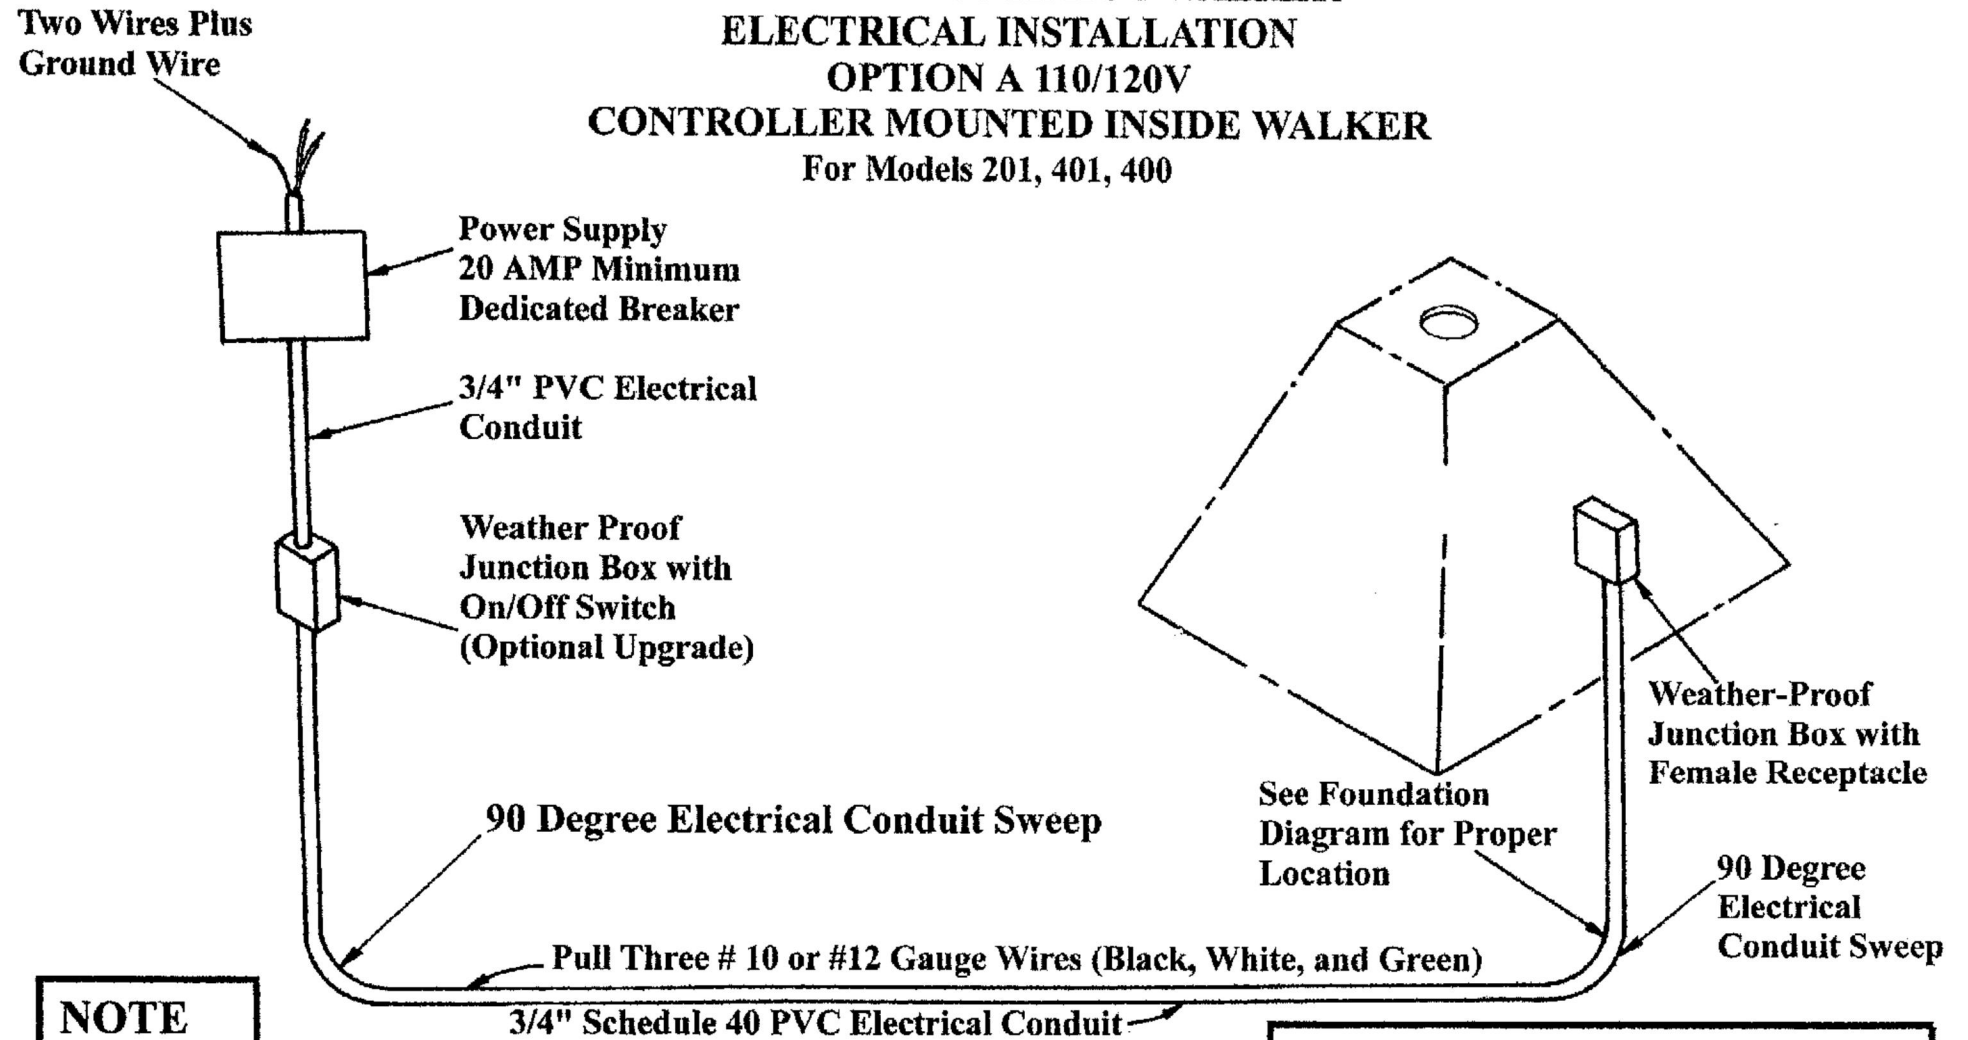 Two Wires Plus
Ground Wire
ELECTRICAL INSTALLATION
OPTION A 110/120V
CONTROLLER MOUNTED INSIDE WALKER
For Models 201, 401, 400
Power Supply
20 AMP Minimum
Dedicated Breaker
3/4" PVC Electrical
Conduit
Weather Proof
Junction Box with
On/Off Switch
(Optional Upgrade)
Weather-Proof
Junction Box with
Female Receptacle
See Foundation
Diagram for Proper
Location
90 Degree Electrical Conduit Sweep
90 Degree
Electrical
Conduit Sweep
Pull Three # 10 or #12 Gauge Wires (Black, White, and Green)
3/4" Schedule 40 PVC Electrical Conduit
NOTE